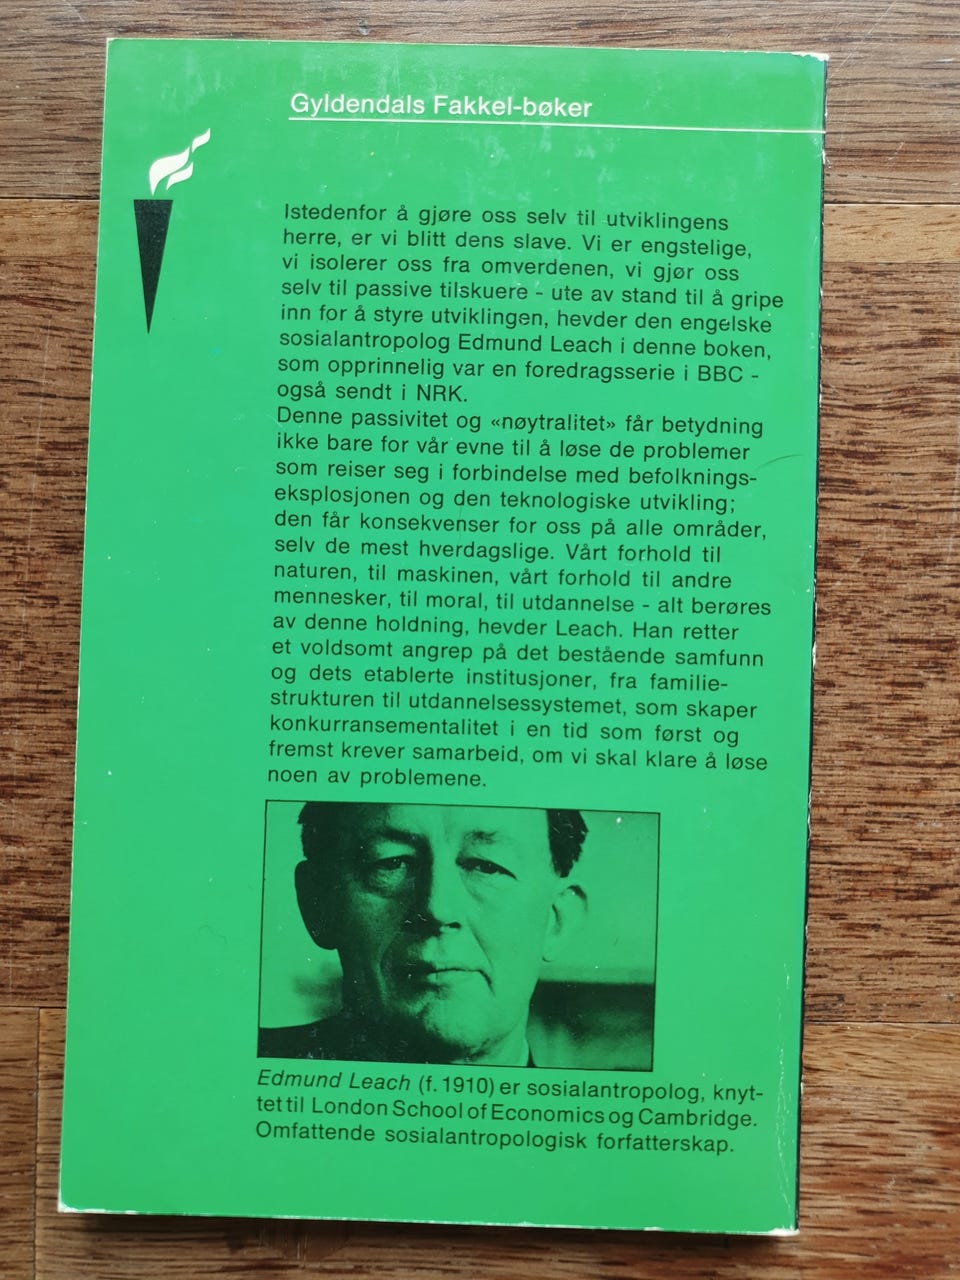 Gyldendals Fakkel-bøker
Istedenfor å gjøre oss selv til utviklingens
herre, er vi blitt dens slave. Vi er engstelige,
vi isolerer oss fra omverdenen, vi gjør oss
selv til passive tilskuere - ute av stand til å gripe
inn for å styre utviklingen, hevder den engelske
sosialantropolog Edmund Leach i denne boken,
som opprinnelig var en foredragsserie i BBC -
også sendt i NRK.
Denne passivitet og «nøytralitet» får betydning
ikke bare for vår evne til å løse de problemer
som reiser seg i forbindelse med befolknings-
eksplosjonen og den teknologiske utvikling;
den får konsekvenser for oss på alle områder,
selv de mest hverdagslige. Vårt forhold til
naturen, til maskinen, vårt forhold til andre
mennesker, til moral, til utdannelse - alt berøres
av denne holdning, hevder Leach. Han retter
et voldsomt angrep på det bestående samfunn
og dets etablerte institusjoner, fra familie-
strukturen til utdannelsessystemet, som skaper
konkurransementalitet i en tid som først og
fremst krever samarbeid, om vi skal klare å løse
noen av problemene.
Edmund Leach (f. 1910) er sosialantropolog, knyt-
tet til London School of Economics og Cambridge.
Omfattende sosialantropologisk forfatterskap.